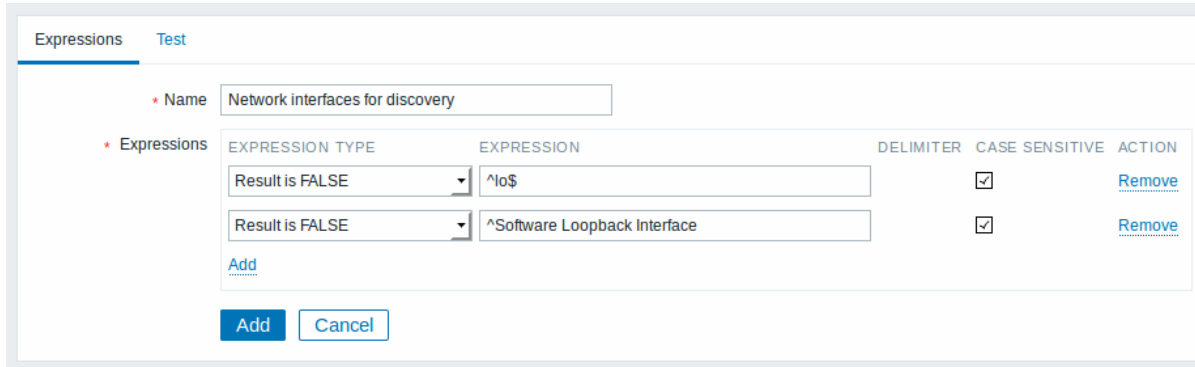 Expressions Test
* Name Network interfaces for discovery
* Expressions EXPRESSION TYPE EXPRESSION DELIMITER CASE SENSITIVE ACTION
Result is FALSE ^lo$ Remove
Result is FALSE ^Software Loopback Interface Remove
Add
Add Cancel